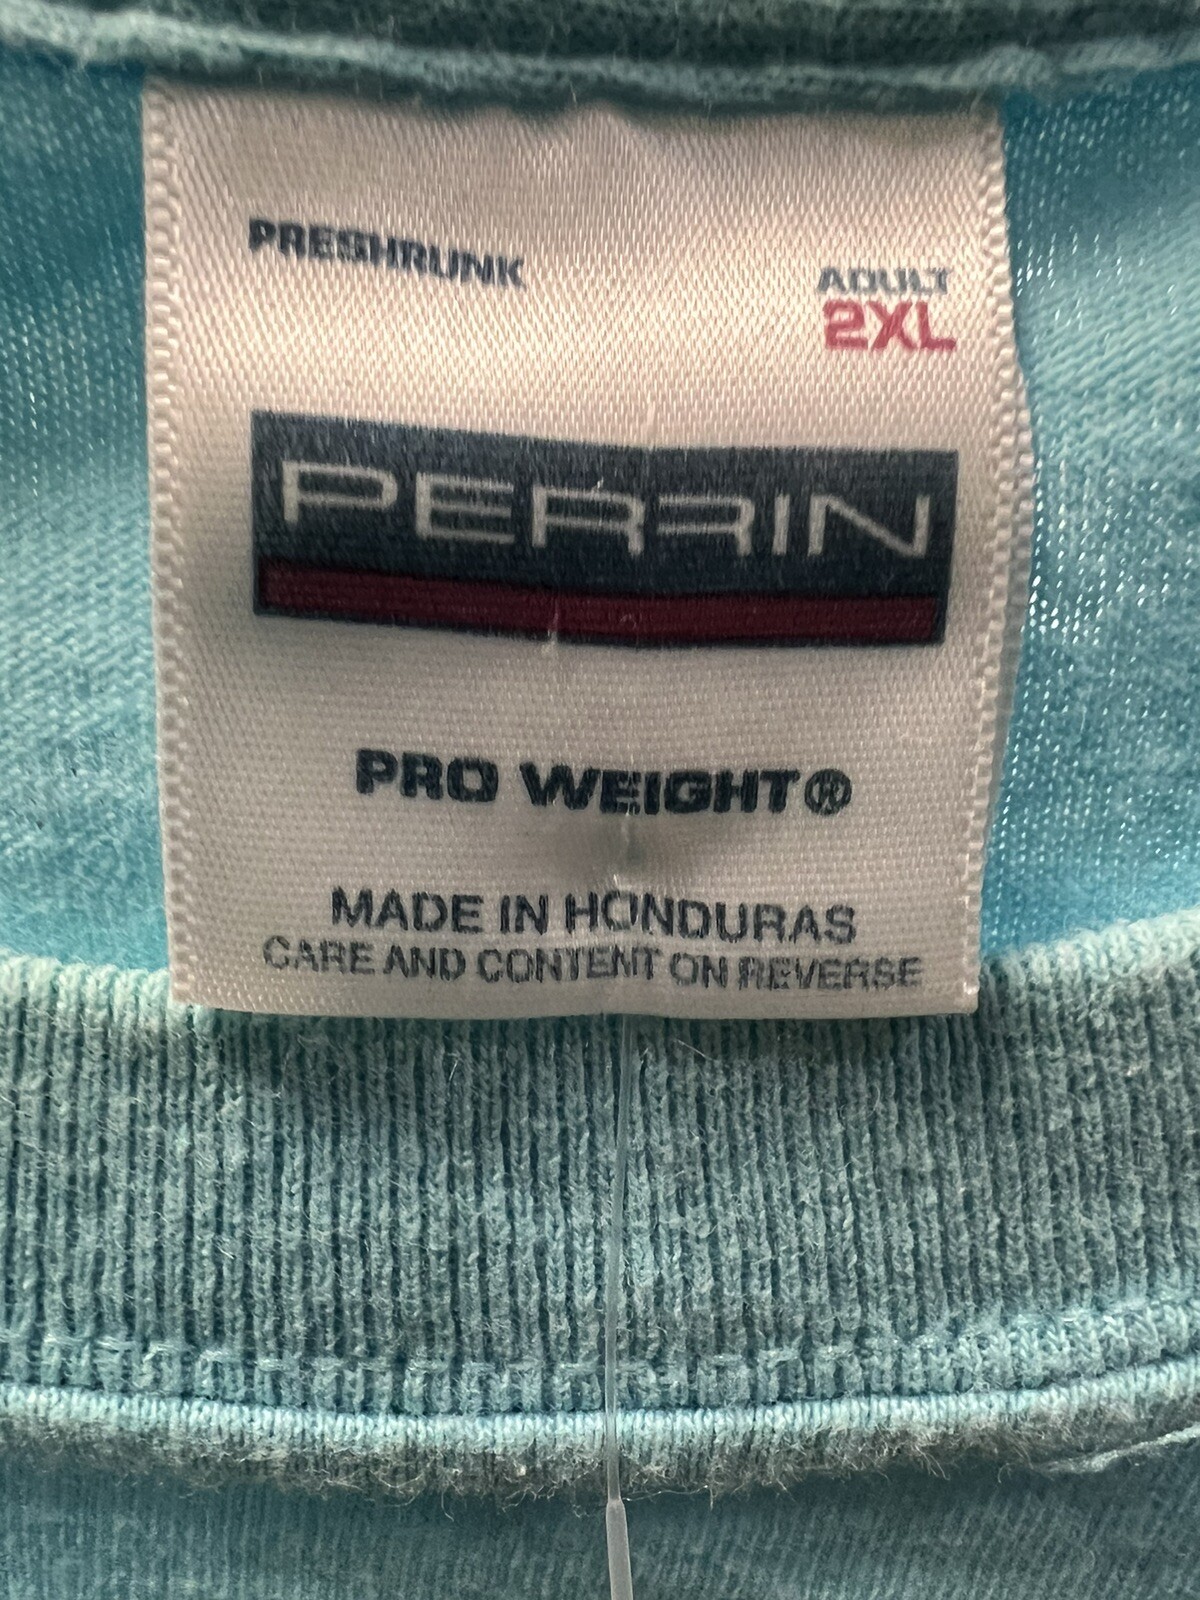 PRESHRUNK
ADULT
2XL
PERRIN
PRO WEIGHT®
MADE IN HONDURAS
CARE AND CONTENT ON REVERSE